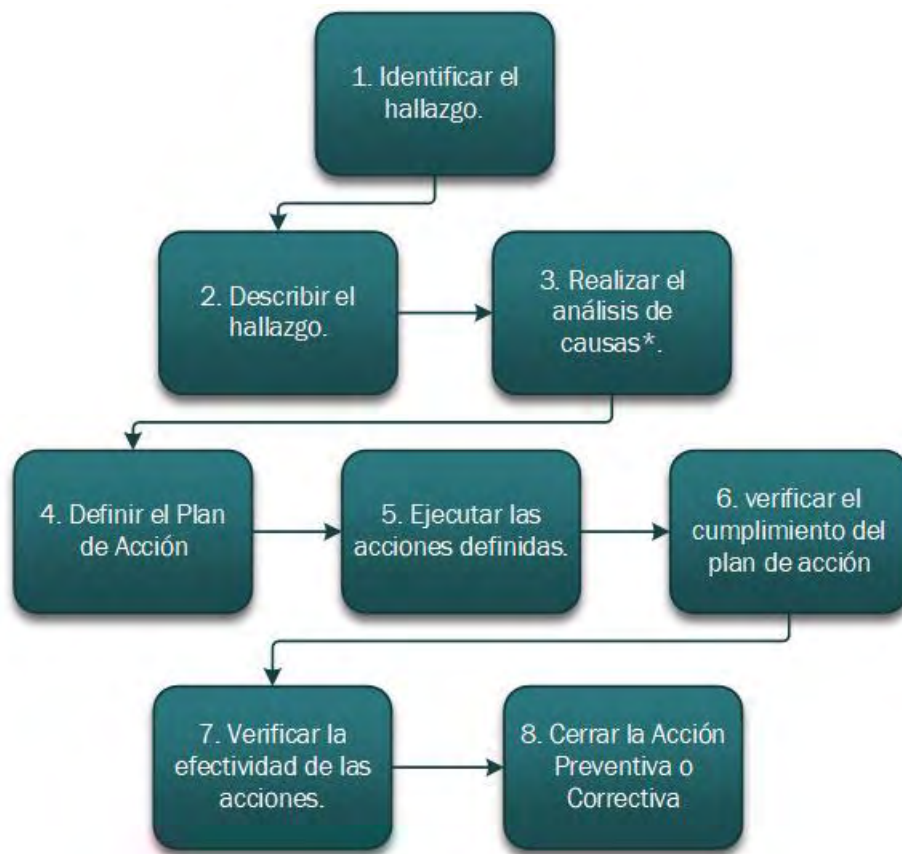 1. Identificar el
hallazgo.
2. Describir el
hallazgo.
3. Realizar el
análisis de
causas*.
4. Definir el Plan
de Acción
5. Ejecutar las
acciones definidas.
6. verificar el
cumplimiento del
plan de acción
7. Verificar la
efectividad de las
acciones.
8. Cerrar la Acción
Preventiva o
Correctiva